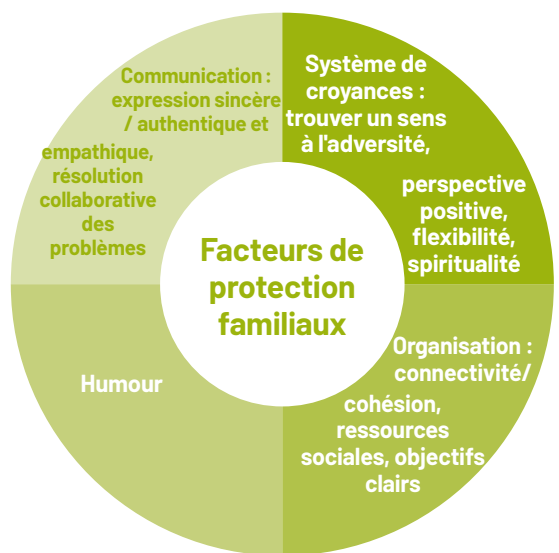 Communication :
expression sincère
/ authentique et
empathique,
résolution
collaborative
des
problèmes
Système de
croyances :
trouver un sens
à l'adversité,
perspective
positive,
flexibilité,
spiritualité
Facteurs de
protection
familiaux
Humour
Organisation :
connectivité/
cohésion,
ressources
sociales, objectifs
clairs